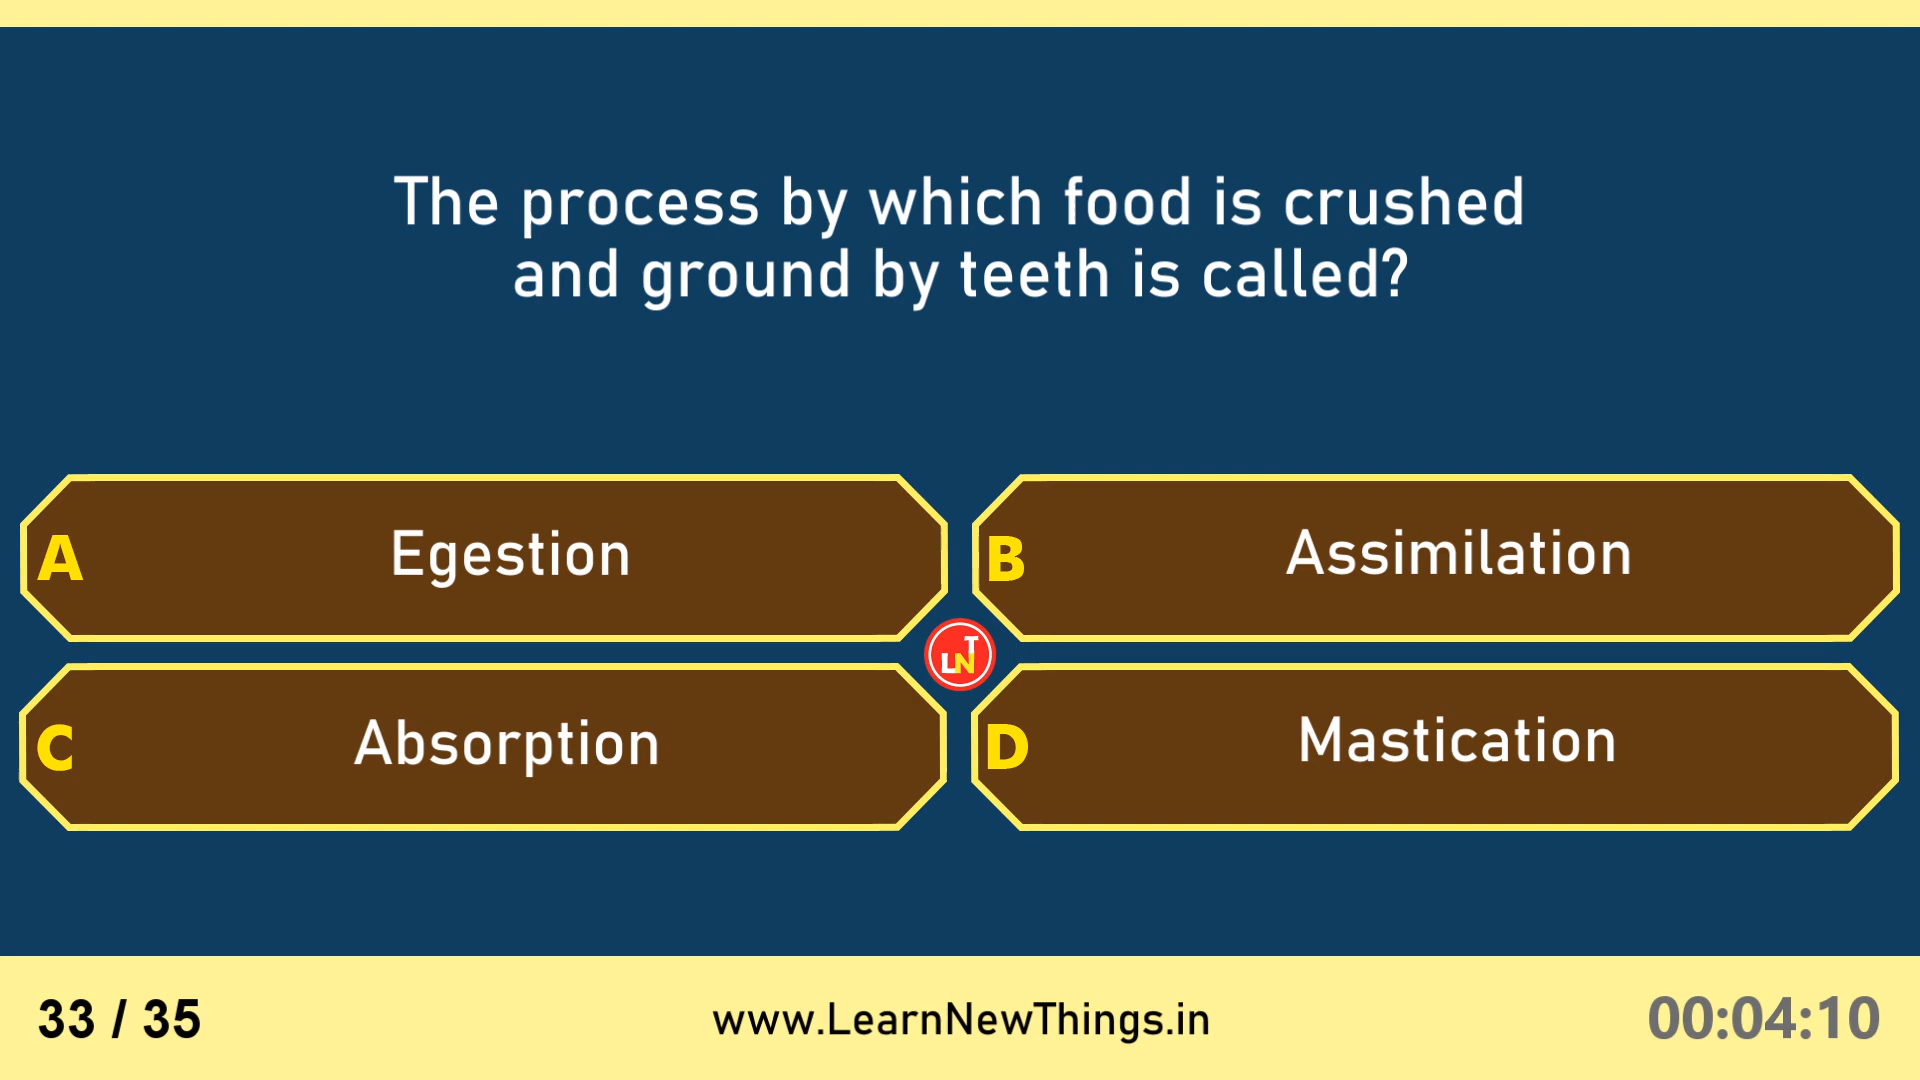 The process by which food is crushed
and ground by teeth is called?
A Egestion
B Assimilation
LNT
C Absorption
D Mastication
33 / 35
www.LearnNewThings.in
00:04:10